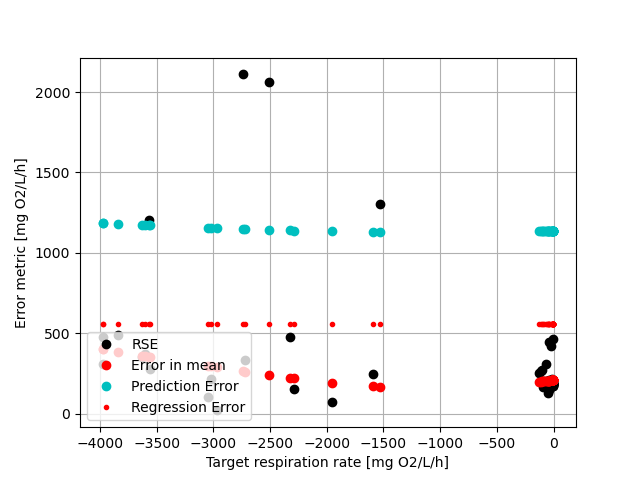 2000
1500
1000
500
0
Error metric [mg O2/L/h]
RSE
Error in mean
Prediction Error
Regression Error
−4000 −3500 −3000 −2500 −2000 −1500 −1000 −500 0
Target respiration rate [mg O2/L/h]